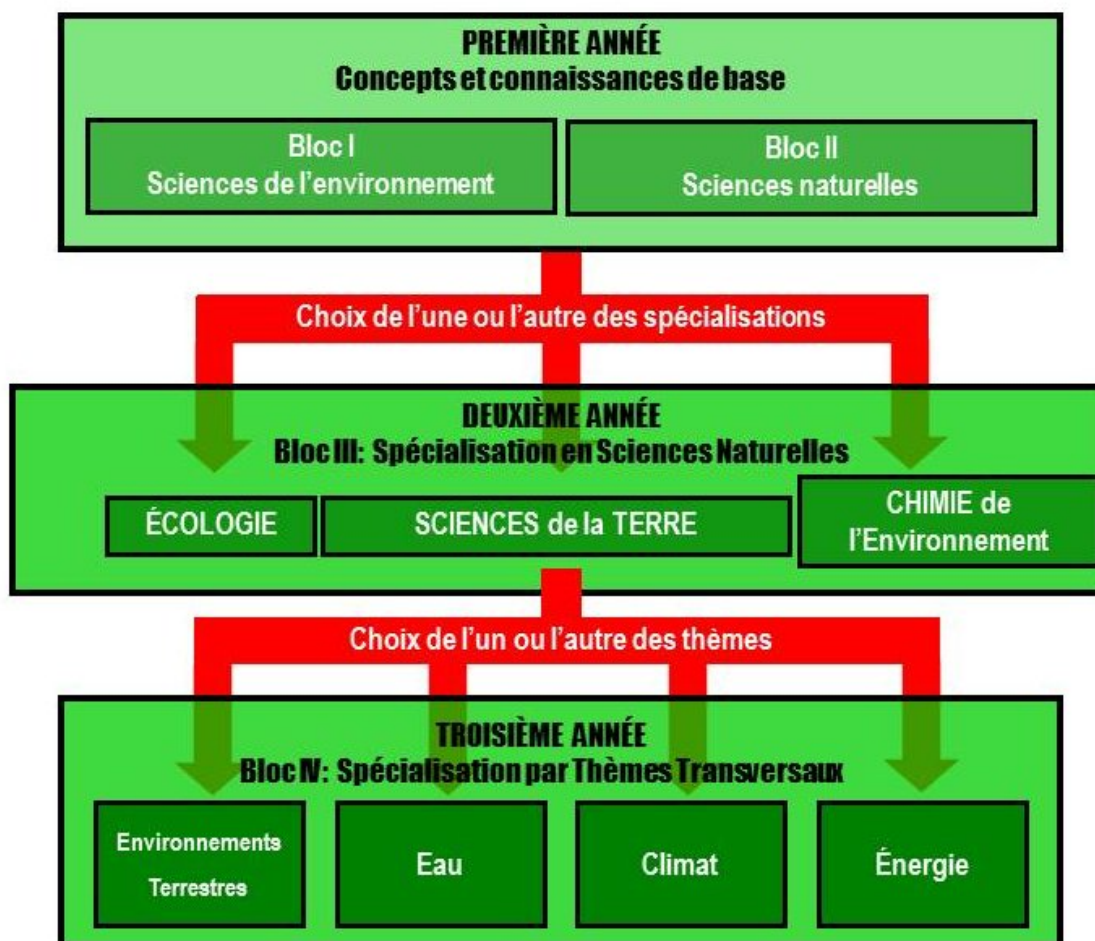 PREMIÈRE ANNÉE
Concepts et connaissances de base
Bloc I
Sciences de l'environnement
Bloc II
Sciences naturelles
Choix de l'une ou l'autre des spécialisations
DEUXIÈME ANNÉE
Bloc III: Spécialisation en Sciences Naturelles
ÉCOLOGIE
SCIENCES de la TERRE
CHIMIE de
l'Environnement
Choix de l'un ou l'autre des thèmes
TROISIÈME ANNÉE
Bloc IV: Spécialisation par Thèmes Transversaux
Environnements
Terrestres
Eau
Climat
Énergie